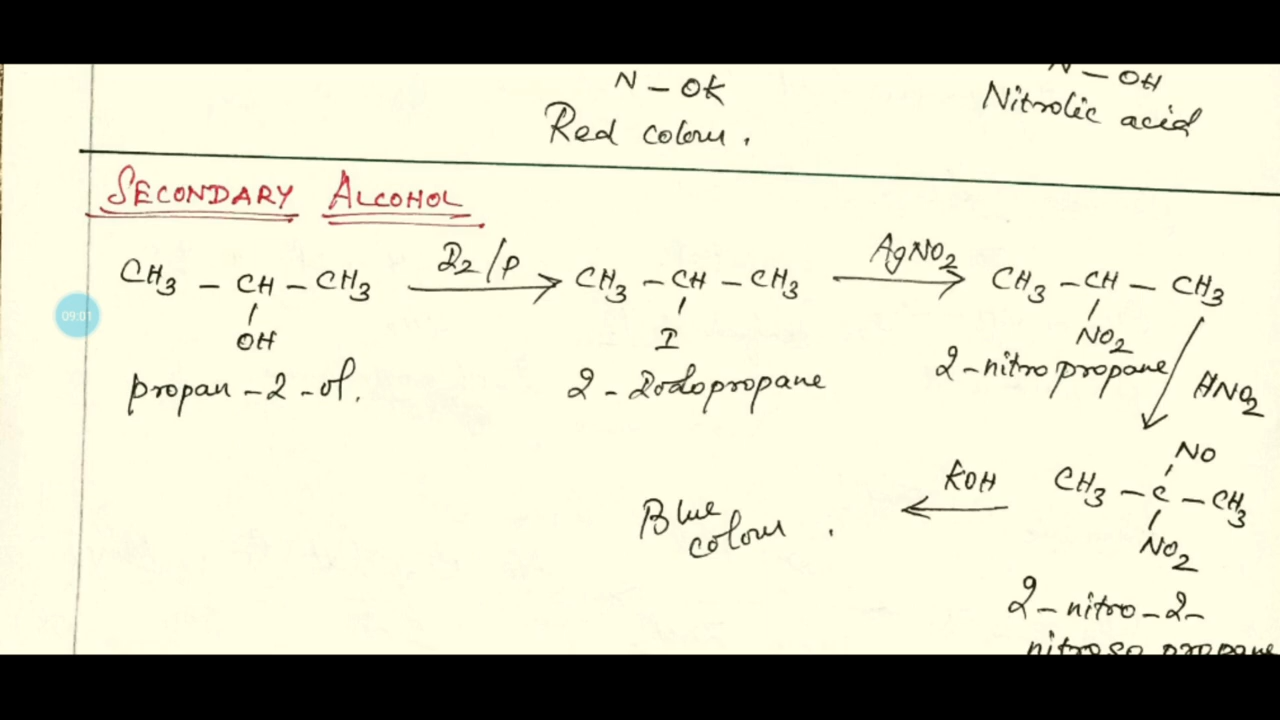 N - OK
N - OH
Red colour.
Nitrolic acid
SECONDARY ALCOHOL
CH3 - CH - CH3
OH
propan-2-ol.
I2/P
CH3 - CH - CH3
I
2-Iodopropane
AgNO2
CH3 - CH - CH3
NO2
2-nitropropane
HNO2
NO
CH3 - C - CH3
NO2
2-nitro-2-
nitroso propane
KOH
Blue
colour.
09:01